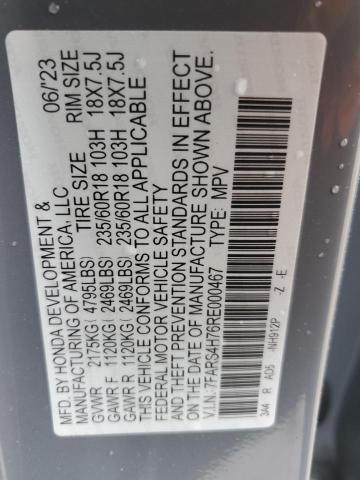 MFD. BY HONDA DEVELOPMENT & 06/'23
MANUFACTURING OF AMERICA, LLC
TIRE SIZE RIM SIZE
GVWR 2175KG ( 4795LBS)
GAWR F 1120KG ( 2469LBS) 235/60R18 103H 18X7.5J
GAWR R 1120KG ( 2469LBS) 235/60R18 103H 18X7.5J
THIS VEHICLE CONFORMS TO ALL APPLICABLE
FEDERAL MOTOR VEHICLE SAFETY
AND THEFT PREVENTION STANDARDS IN EFFECT
ON THE DATE OF MANUFACTURE SHOWN ABOVE.
V.I.N. : 7FARS4H76RE000467
TYPE: MPV
3A4 R AD5 -NH912P -Z -E